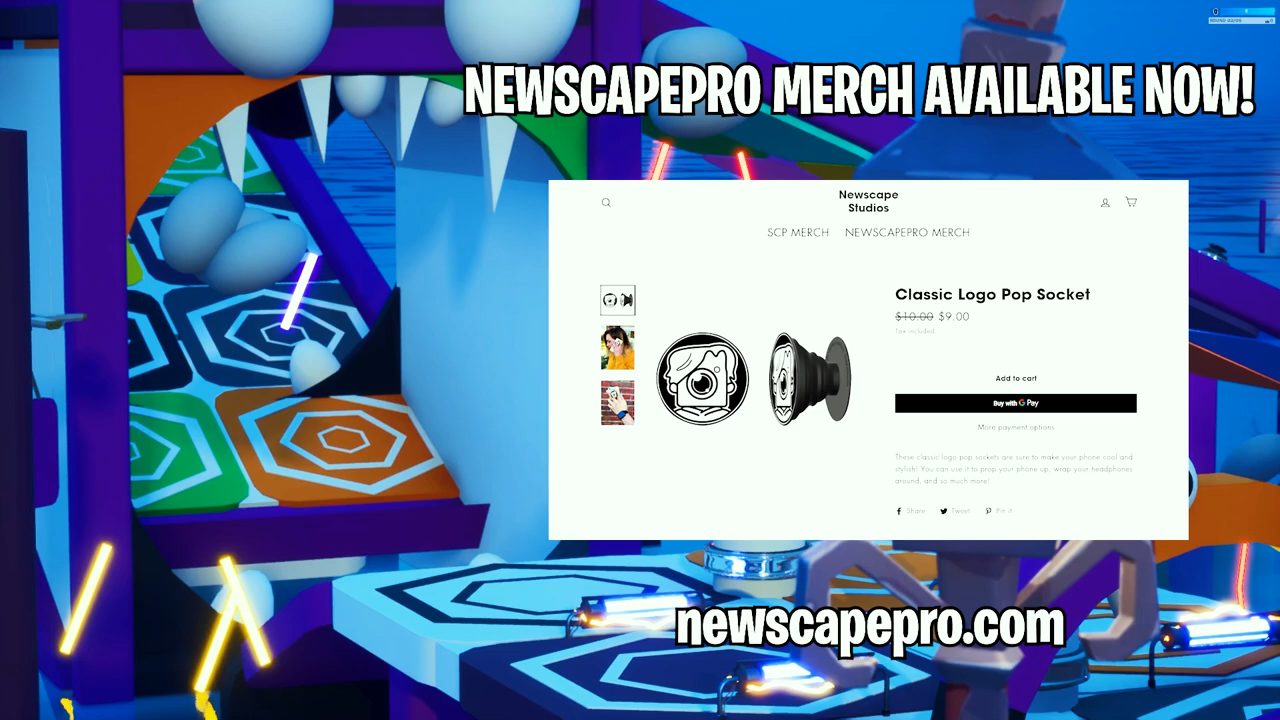 NEWSCAPEPRO MERCH AVAILABLE NOW!
Newscape
Studios
SCP MERCH NEWSCAPEPRO MERCH
Classic Logo Pop Socket
$10.00 $9.00
Tax included.
Add to cart
Buy with G Pay
More payment options
These classic logo pop sockets are sure to make your phone cool and
stylish! You can use it to prop your phone up, wrap your headphones
around, and so much more!
Share Tweet Pin it
newscapepro.com